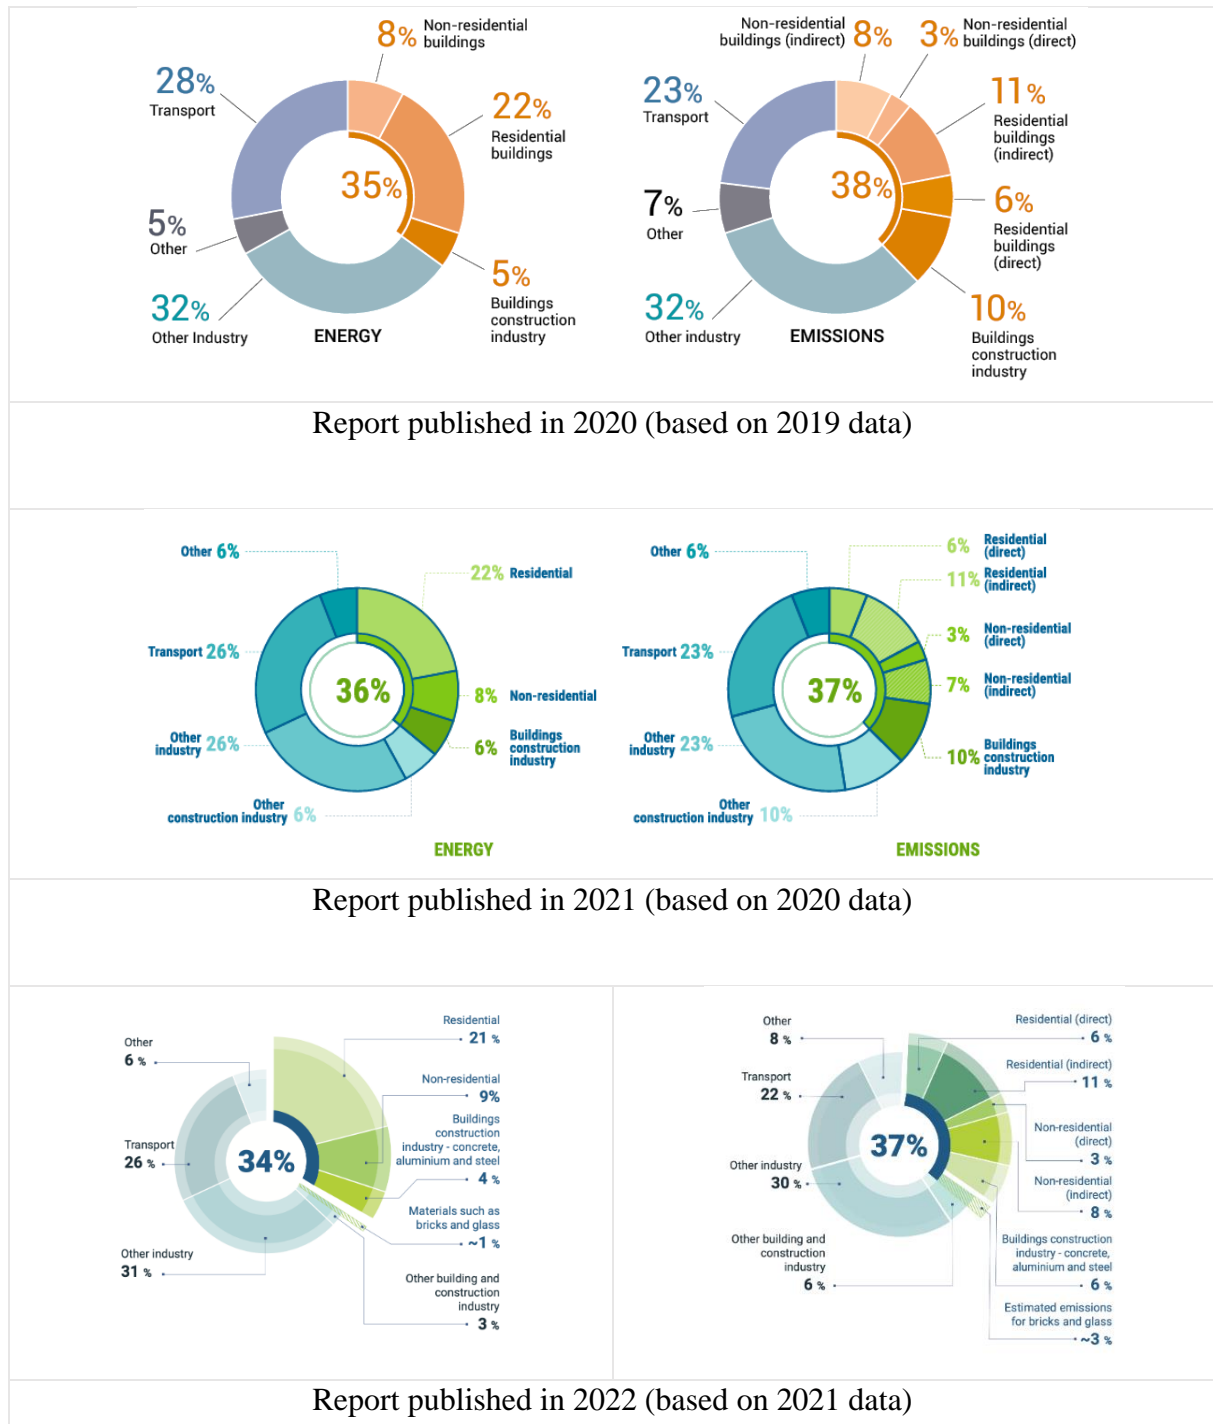 8% Non-residential
buildings
28%
Transport
22%
Residential
buildings
35%
5%
Other
5%
Buildings
construction
industry
32%
Other Industry
ENERGY
Non-residential
buildings (indirect) 8%
3% Non-residential
buildings (direct)
23%
Transport
11%
Residential
buildings
(indirect)
38%
7%
Other
6%
Residential
buildings
(direct)
32%
Other industry
10%
Buildings
construction
industry
EMISSIONS
Report published in 2020 (based on 2019 data)
Other 6%
22% Residential
Transport 26%
36%
8% Non-residential
Other
industry 26%
6% Buildings
construction
industry
Other
construction industry 6%
ENERGY
Other 6%
6% Residential
(direct)
11% Residential
(indirect)
3% Non-residential
(direct)
Transport 23%
37%
7% Non-residential
(indirect)
Other
industry 23%
10% Buildings
construction
industry
Other
construction industry 10%
EMISSIONS
Report published in 2021 (based on 2020 data)
Residential
21 %
Other
6 %
Non-residential
9%
Buildings
construction
industry - concrete,
aluminium and steel
4 %
Transport
26 %
34%
Materials such as
bricks and glass
~1 %
Other industry
31 %
Other building and
construction
industry
3 %
Other
8 %
Residential (direct)
6 %
Residential (indirect)
11 %
Transport
22 %
Non-residential
(direct)
3 %
37%
Other industry
30 %
Non-residential
(indirect)
8 %
Other building and
construction
industry
6 %
Buildings construction
industry - concrete,
aluminium and steel
6 %
Estimated emissions
for bricks and glass
~3 %
Report published in 2022 (based on 2021 data)